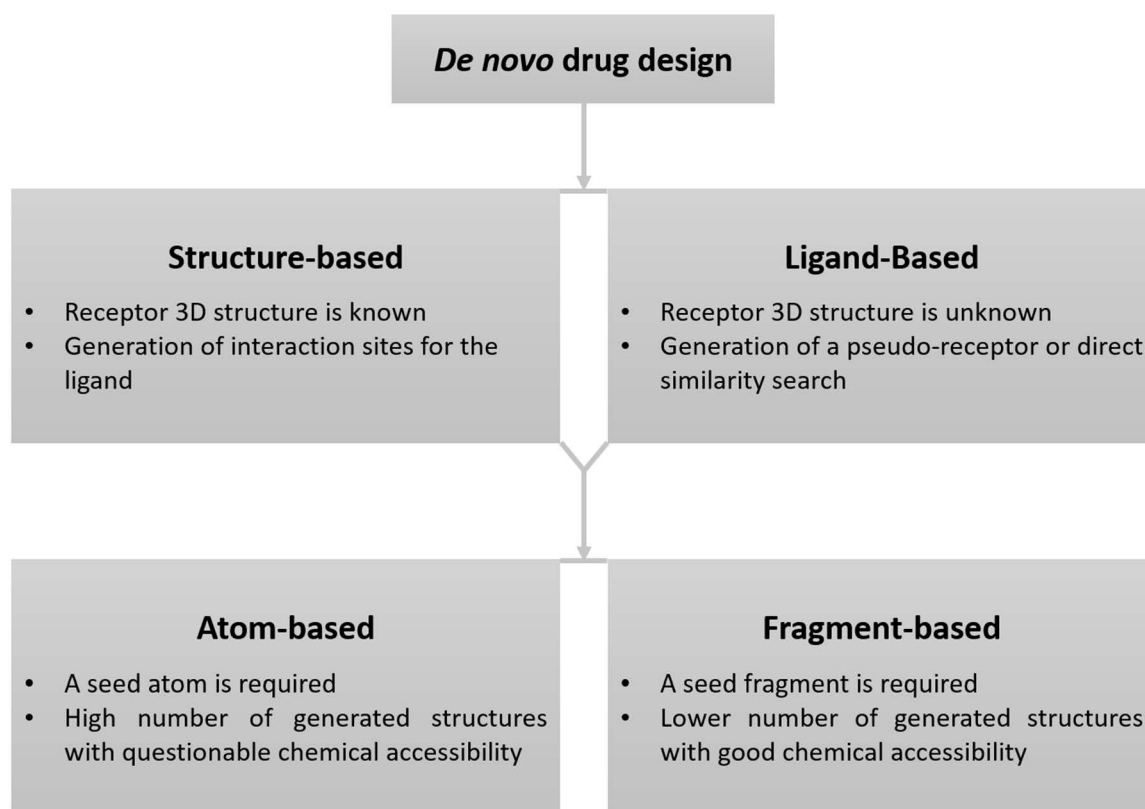 De novo drug design
Structure-based
• Receptor 3D structure is known
• Generation of interaction sites for the
ligand
Ligand-Based
• Receptor 3D structure is unknown
• Generation of a pseudo-receptor or direct
similarity search
Atom-based
• A seed atom is required
• High number of generated structures
with questionable chemical accessibility
Fragment-based
• A seed fragment is required
• Lower number of generated structures
with good chemical accessibility